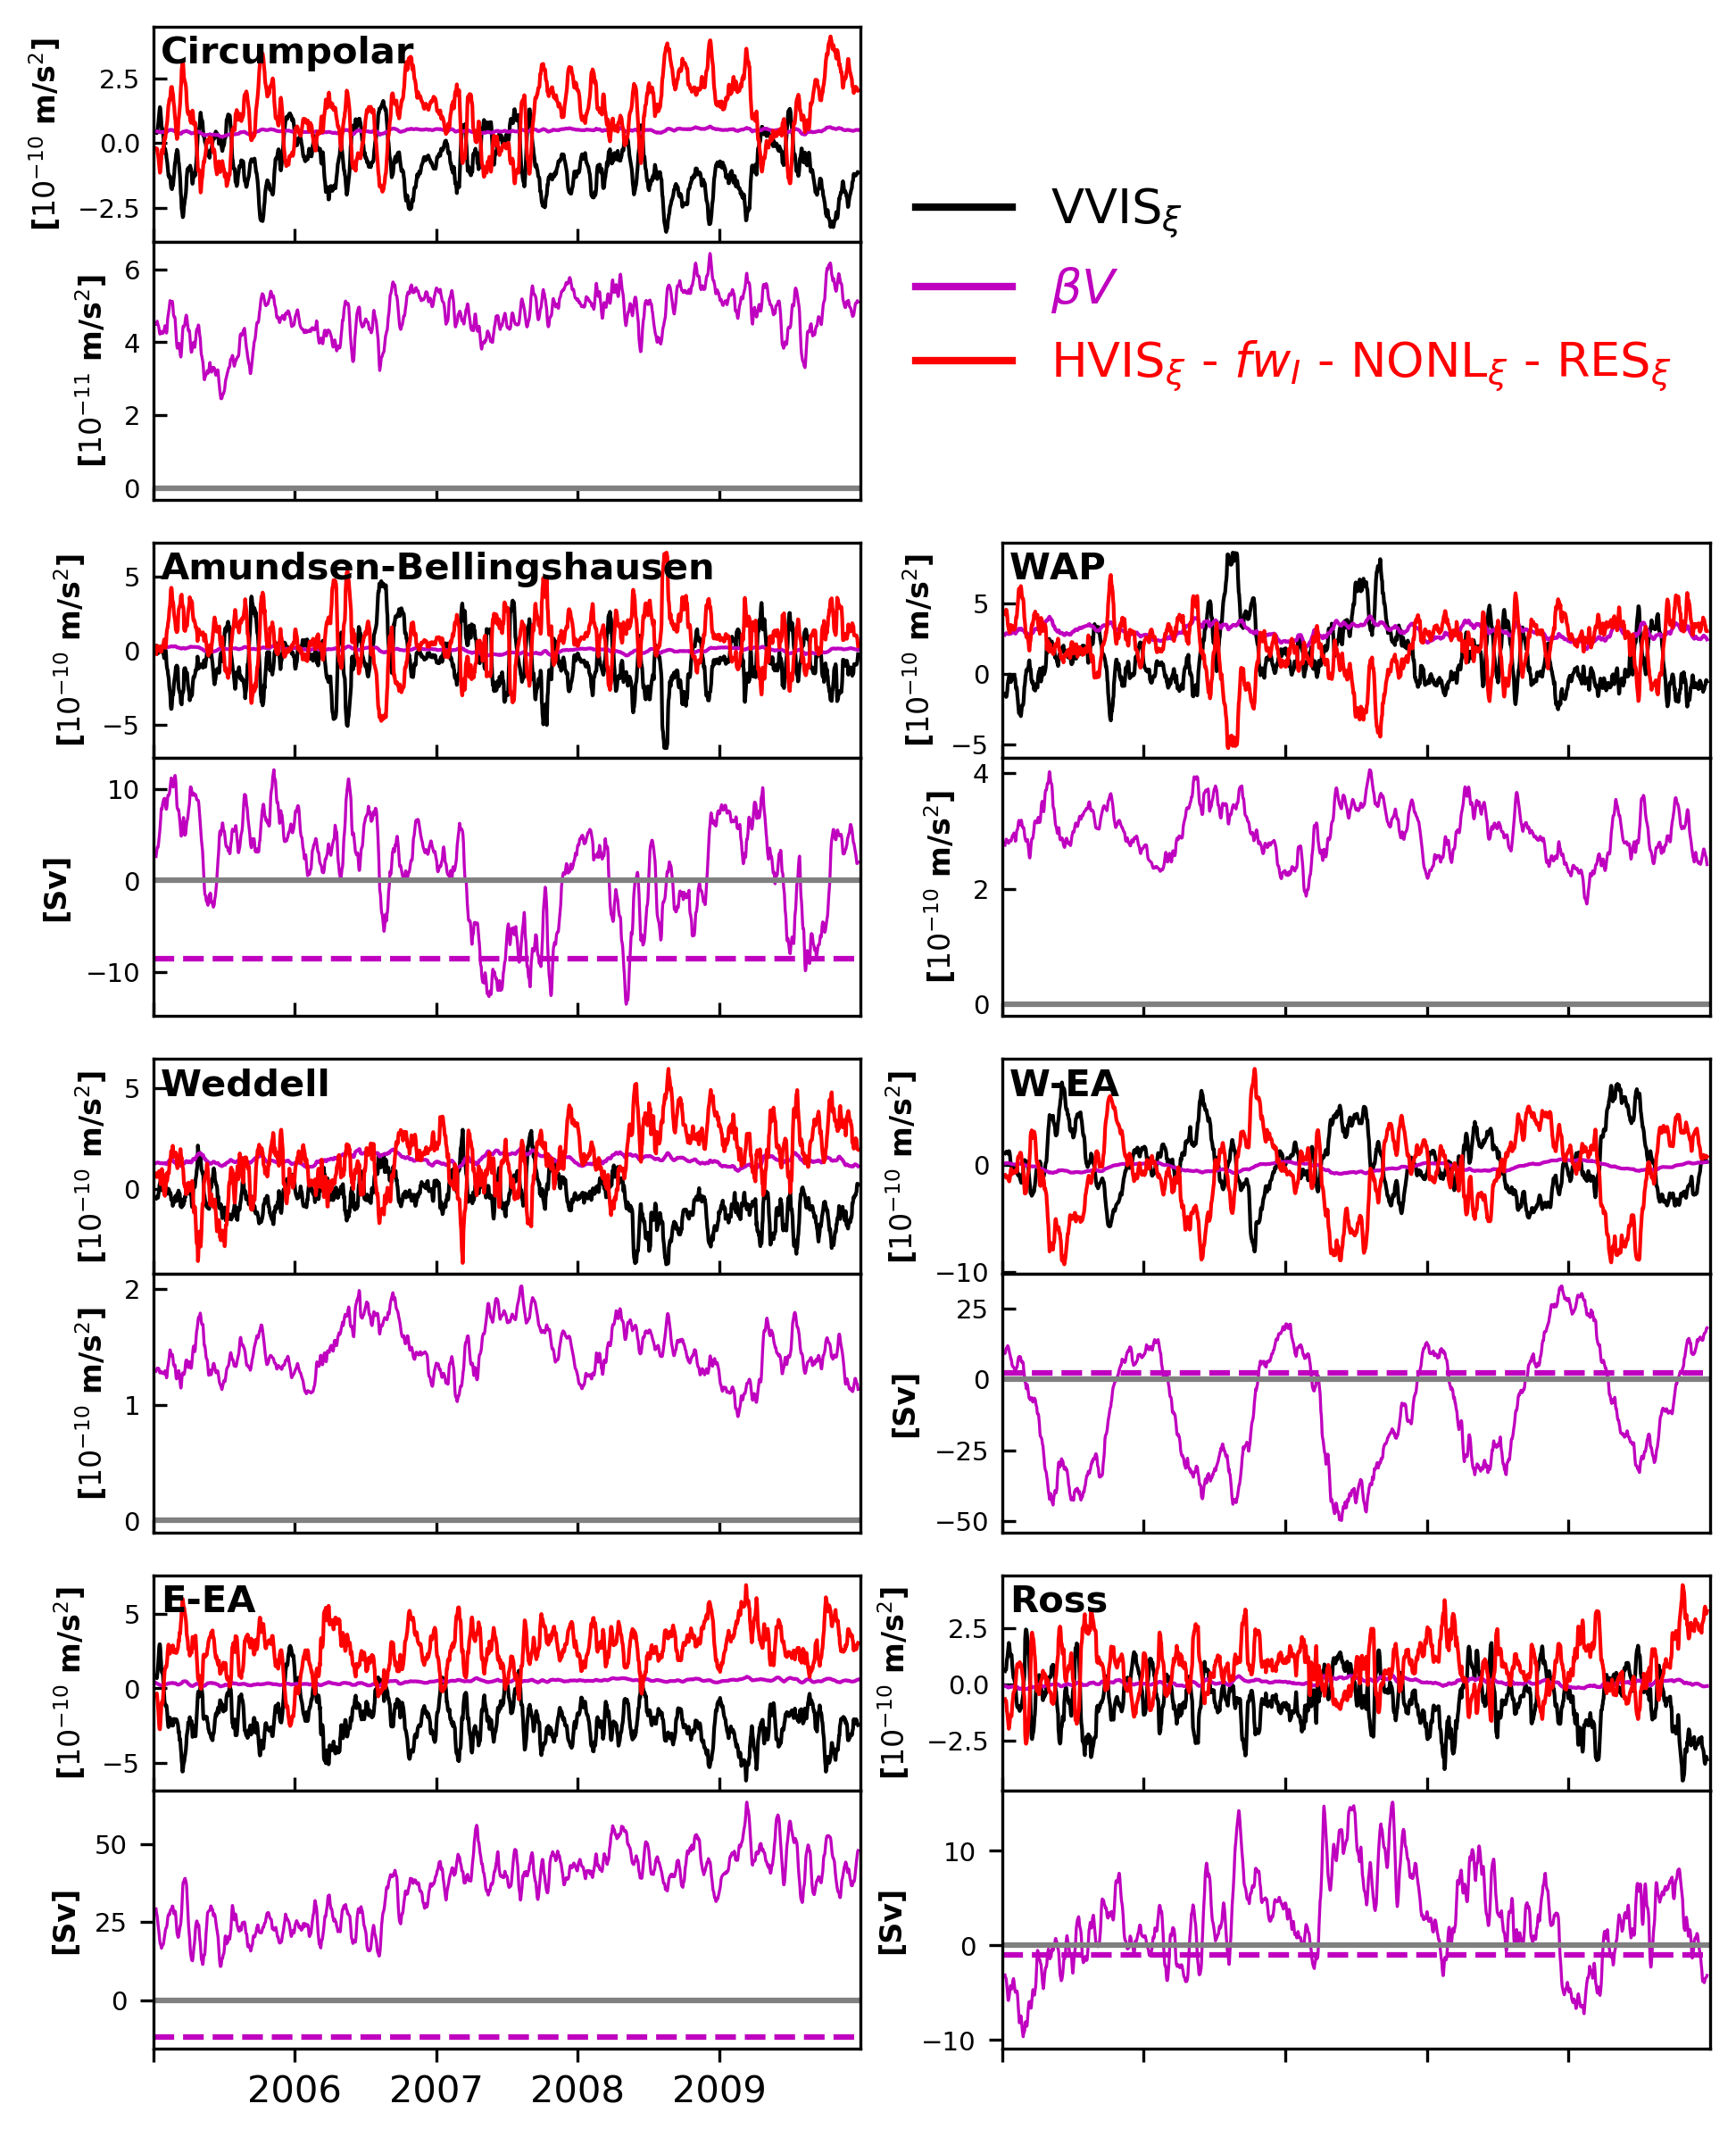 Circumpolar
[10⁻¹⁰ m/s²]
2.5
0.0
−2.5
[10⁻¹¹ m/s²]
6
4
2
0
VVIS_ξ
βV
HVIS_ξ - fw_I - NONL_ξ - RES_ξ
Amundsen-Bellingshausen
[10⁻¹⁰ m/s²]
5
0
−5
[Sv]
10
0
−10
WAP
[10⁻¹⁰ m/s²]
5
0
−5
[10⁻¹⁰ m/s²]
4
2
0
Weddell
[10⁻¹⁰ m/s²]
5
0
[10⁻¹⁰ m/s²]
2
1
0
W-EA
[10⁻¹⁰ m/s²]
0
−10
[Sv]
25
0
−25
−50
E-EA
[10⁻¹⁰ m/s²]
5
0
−5
[Sv]
50
25
0
2006 2007 2008 2009
Ross
[10⁻¹⁰ m/s²]
2.5
0.0
−2.5
[Sv]
10
0
−10